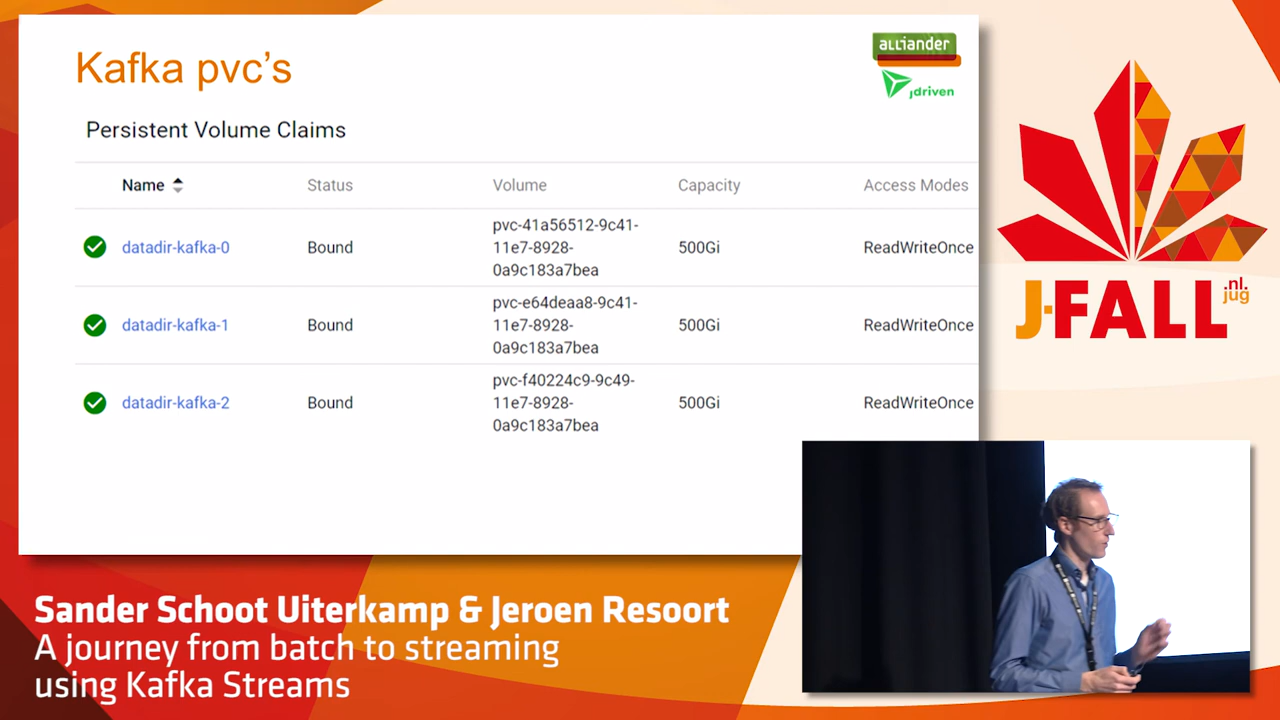 Kafka pvc's
alliander
jdriven
Persistent Volume Claims
Name Status Volume Capacity Access Modes
datadir-kafka-0 Bound pvc-41a56512-9c41-11e7-8928-0a9c183a7bea 500Gi ReadWriteOnce
datadir-kafka-1 Bound pvc-e64deaa8-9c41-11e7-8928-0a9c183a7bea 500Gi ReadWriteOnce
datadir-kafka-2 Bound pvc-f40224c9-9c49-11e7-8928-0a9c183a7bea 500Gi ReadWriteOnce
J-FALL
.nl.
jug
Sander Schoot Uiterkamp & Jeroen Resoort
A journey from batch to streaming
using Kafka Streams